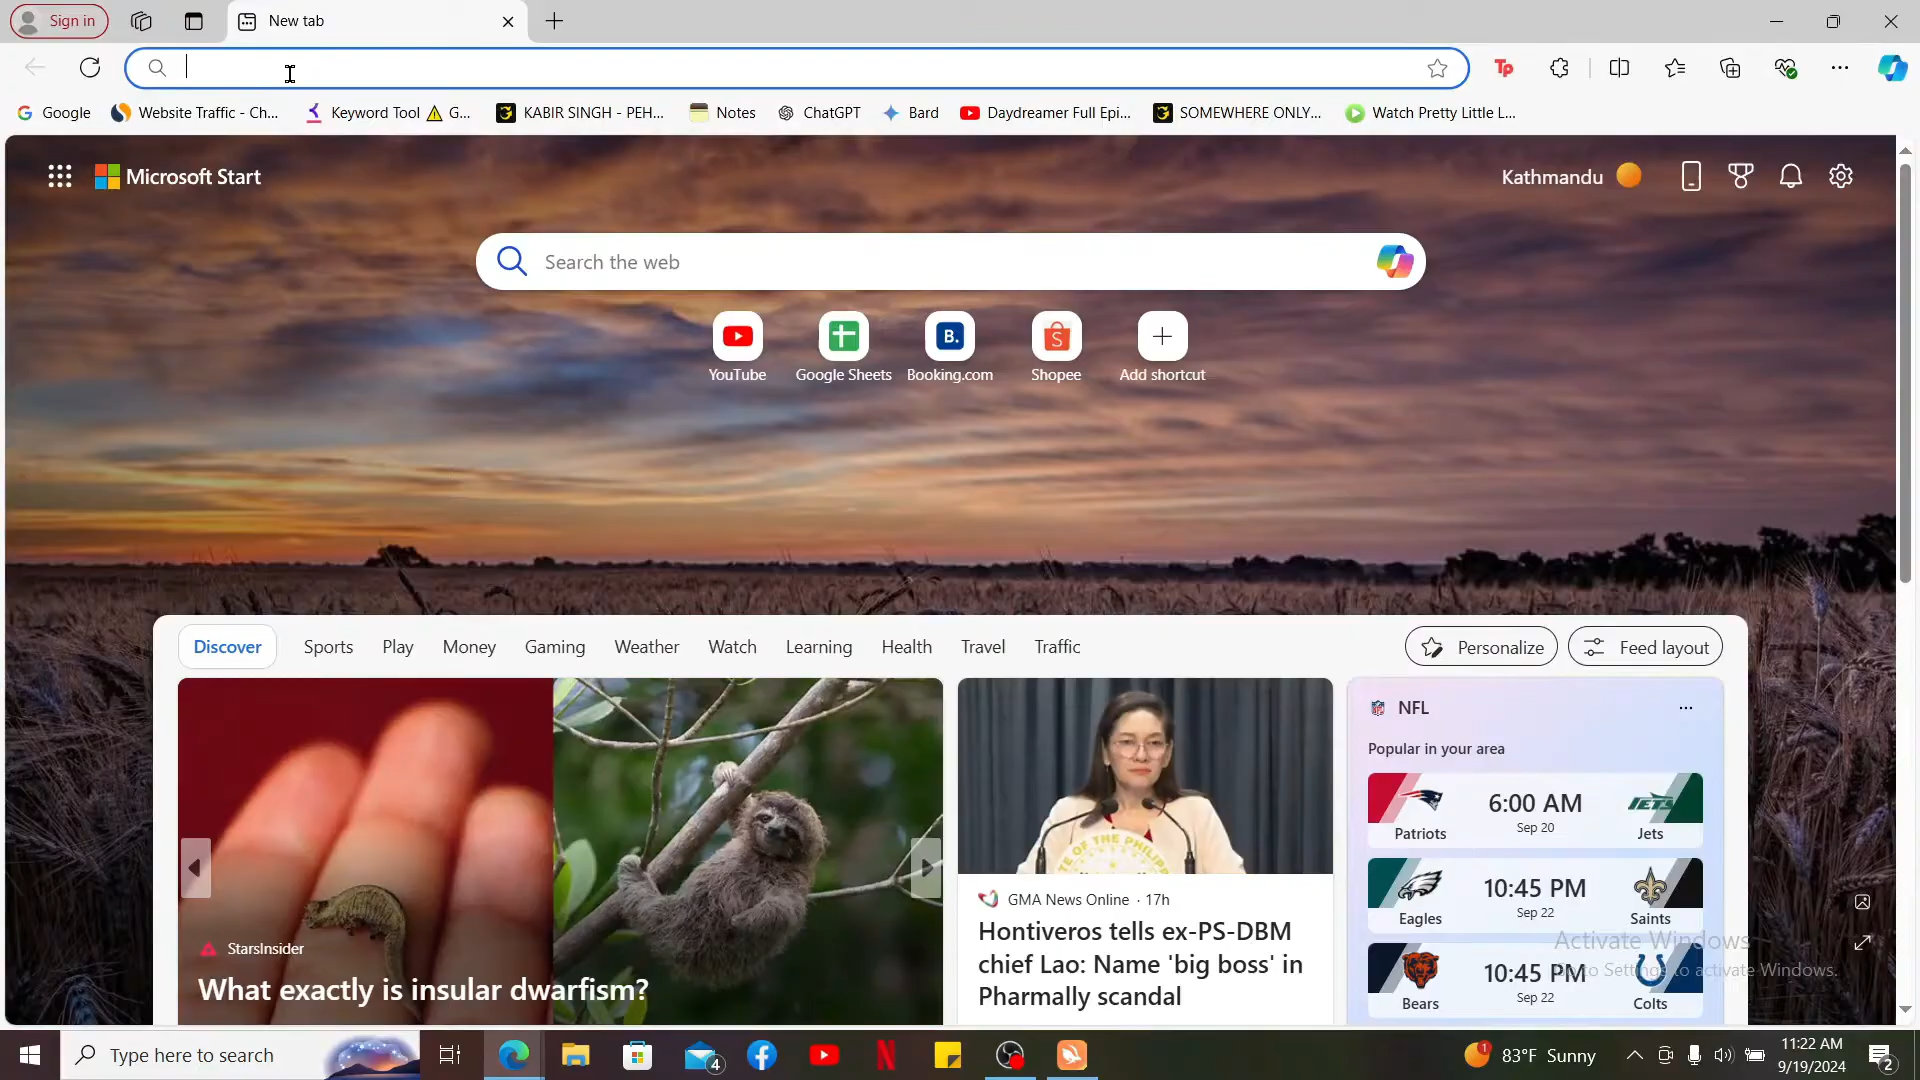 Sign in
New tab
Google
Website Traffic - Ch...
Keyword Tool
G...
KABIR SINGH - PEH...
Notes
ChatGPT
Bard
Daydreamer Full Epi...
SOMEWHERE ONLY...
Watch Pretty Little L...
Microsoft Start
Kathmandu
Search the web
YouTube
Google Sheets
B.
Booking.com
Shopee
Add shortcut
Discover
Sports
Play
Money
Gaming
Weather
Watch
Learning
Health
Travel
Traffic
Personalize
Feed layout
StarsInsider
What exactly is insular dwarfism?
GMA News Online · 17h
Hontiveros tells ex-PS-DBM
chief Lao: Name 'big boss' in
Pharmally scandal
NFL
Popular in your area
Patriots
6:00 AM
Sep 20
Jets
Eagles
10:45 PM
Sep 22
Saints
Bears
10:45 PM
Sep 22
Colts
Activate Windows
Go to Settings to activate Windows.
Type here to search
4
1
83°F Sunny
11:22 AM
9/19/2024
2